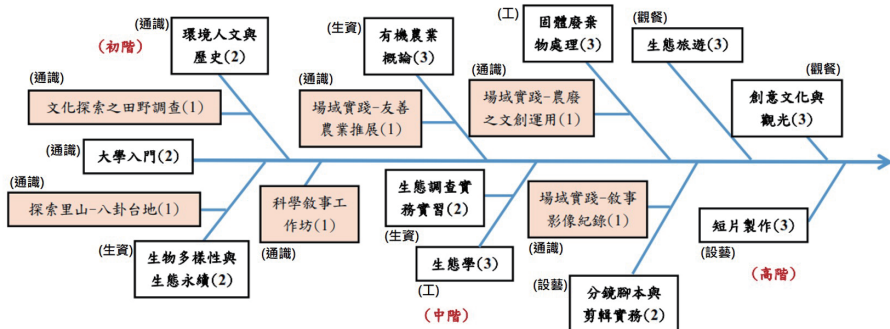 (通識)
環境人文與
歷史(2)
(初階)
(通識)
文化探索之田野調查(1)
(通識)
大學入門(2)
(通識)
探索里山-八卦台地(1)
(生資)
生物多樣性與
生態永續(2)
科學敘事工
作坊(1)
(通識)
(生資)
有機農業
概論(3)
(通識)
場域實踐-友善
農業推展(1)
生態調查實
務實習(2)
(生資)
生態學(3)
(工)
(中階)
(工)
固體廢棄
物處理(3)
(通識)
場域實踐-農廢
之文創運用(1)
場域實踐-敘事
影像紀錄(1)
(通識)
(設藝)
分鏡腳本與
剪輯實務(2)
(觀餐)
生態旅遊(3)
(觀餐)
創意文化與
觀光(3)
短片製作(3)
(設藝)
(高階)